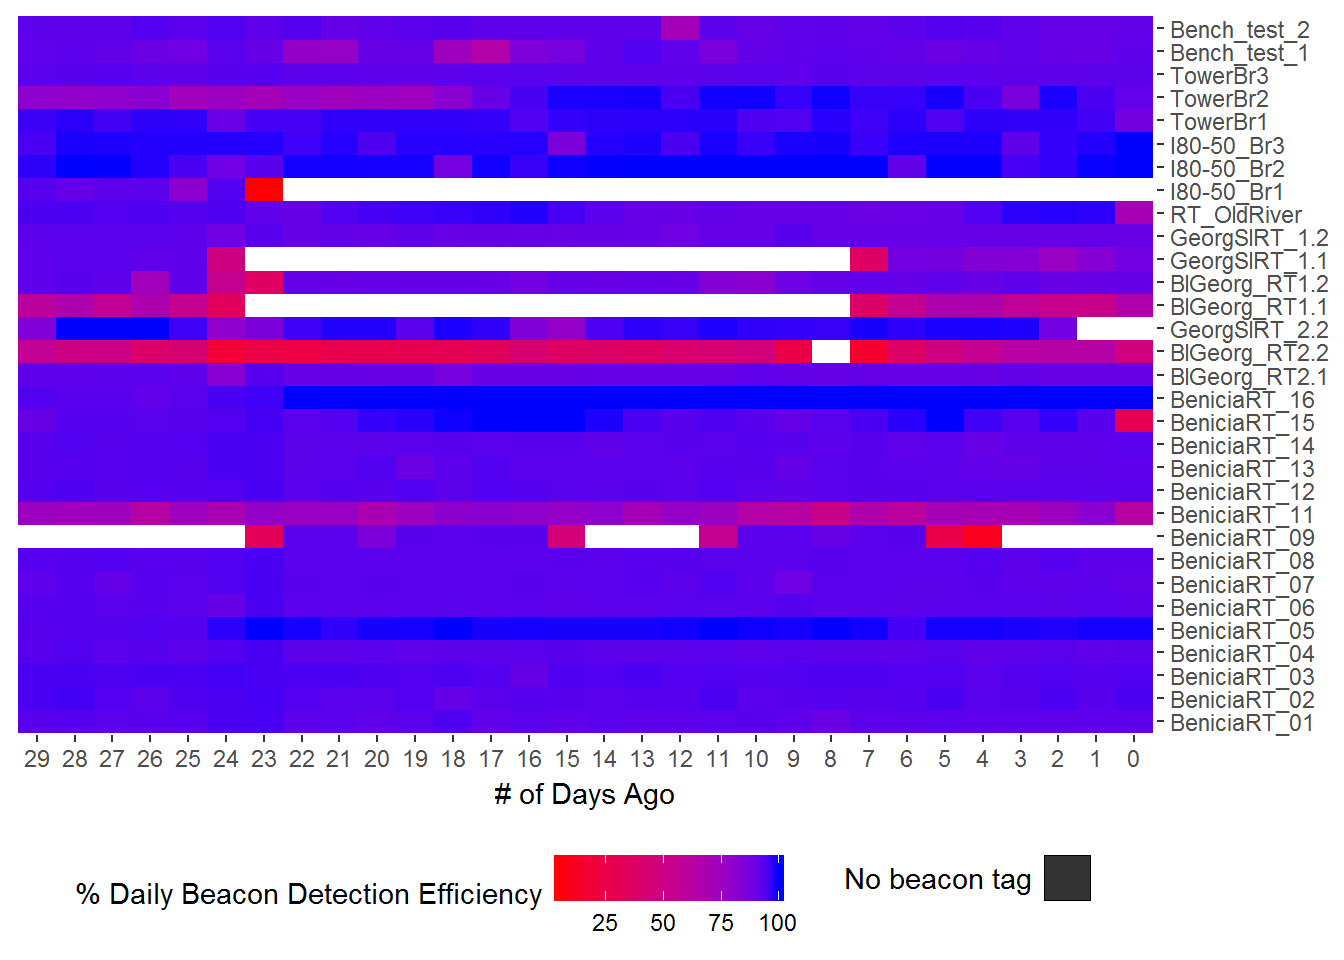 Bench_test_2
Bench_test_1
TowerBr3
TowerBr2
TowerBr1
I80-50_Br3
I80-50_Br2
I80-50_Br1
RT_OldRiver
GeorgSlRT_1.2
GeorgSlRT_1.1
BlGeorg_RT1.2
BlGeorg_RT1.1
GeorgSlRT_2.2
BlGeorg_RT2.2
BlGeorg_RT2.1
BeniciaRT_16
BeniciaRT_15
BeniciaRT_14
BeniciaRT_13
BeniciaRT_12
BeniciaRT_11
BeniciaRT_09
BeniciaRT_08
BeniciaRT_07
BeniciaRT_06
BeniciaRT_05
BeniciaRT_04
BeniciaRT_03
BeniciaRT_02
BeniciaRT_01
29 28 27 26 25 24 23 22 21 20 19 18 17 16 15 14 13 12 11 10 9 8 7 6 5 4 3 2 1 0
# of Days Ago
% Daily Beacon Detection Efficiency
25 50 75 100
No beacon tag